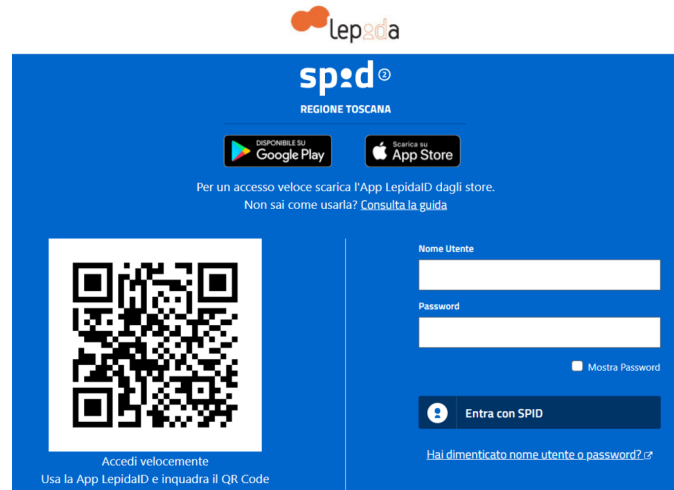 lepida
spid 2
REGIONE TOSCANA
DISPONIBILE SU
Google Play
Scarica su
App Store
Per un accesso veloce scarica l'App LepidaID dagli store.
Non sai come usarla? Consulta la guida
Nome Utente
Password
Mostra Password
Entra con SPID
Hai dimenticato nome utente o password?
Accedi velocemente
Usa la App LepidaID e inquadra il QR Code